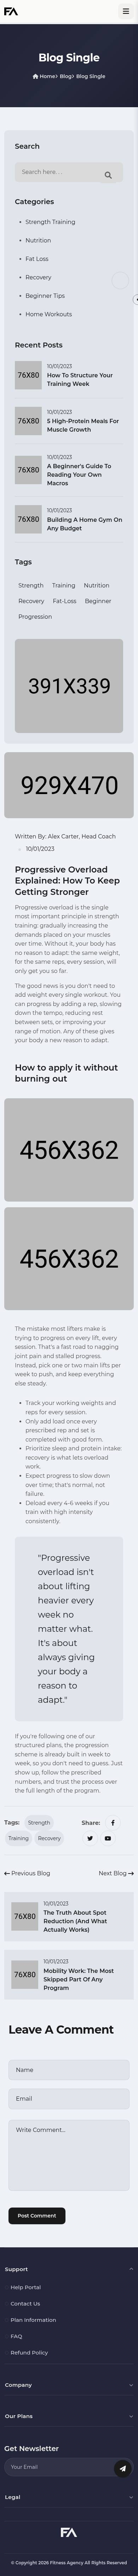 FA
Blog Single
Home> Blog> Blog Single
Search
Search here....
Categories
Strength Training
Nutrition
Fat Loss
Recovery
Beginner Tips
Home Workouts
Recent Posts
76X80
10/01/2023
How To Structure Your
Training Week
76X80
10/01/2023
5 High-Protein Meals For
Muscle Growth
76X80
10/01/2023
A Beginner's Guide To
Reading Your Own
Macros
76X80
10/01/2023
Building A Home Gym On
Any Budget
Tags
Strength Training Nutrition
Recovery Fat-Loss Beginner
Progression
391X339
929X470
Written By: Alex Carter, Head Coach
10/01/2023
Progressive Overload
Explained: How To Keep
Getting Stronger
Progressive overload is the single
most important principle in strength
training: gradually increasing the
demands placed on your muscles
over time. Without it, your body has
no reason to adapt: the same weight,
for the same reps, every session, will
only get you so far.
The good news is you don't need to
add weight every single workout. You
can progress by adding a rep, slowing
down the tempo, reducing rest
between sets, or improving your
range of motion. Any of these gives
your body a new reason to adapt.
How to apply it without
burning out
456X362
456X362
The mistake most lifters make is
trying to progress on every lift, every
session. That's a fast road to nagging
joint pain and stalled progress.
Instead, pick one or two main lifts per
week to push, and keep everything
else steady.
Track your working weights and
reps for every session.
Only add load once every
prescribed rep and set is
completed with good form.
Prioritize sleep and protein intake:
recovery is what lets overload
work.
Expect progress to slow down
over time; that's normal, not
failure.
Deload every 4-6 weeks if you
train with high intensity
consistently.
"Progressive
overload isn't
about lifting
heavier every
week no
matter what.
It's about
always giving
your body a
reason to
adapt."
If you're following one of our
structured plans, the progression
scheme is already built in week to
week, so you don't need to guess. Just
show up, follow the prescribed
numbers, and trust the process over
the full length of the program.
Tags: Strength
Training Recovery
Share:
Previous Blog
Next Blog
76X80
10/01/2023
The Truth About Spot
Reduction (And What
Actually Works)
76X80
10/01/2023
Mobility Work: The Most
Skipped Part Of Any
Program
Leave A Comment
Name
Email
Write Comment...
Post Comment
Support
Help Portal
Contact Us
Plan Information
FAQ
Refund Policy
Company
Our Plans
Get Newsletter
Your Email
Legal
FA
© Copyright 2026 Fitness Agency All Rights Reserved